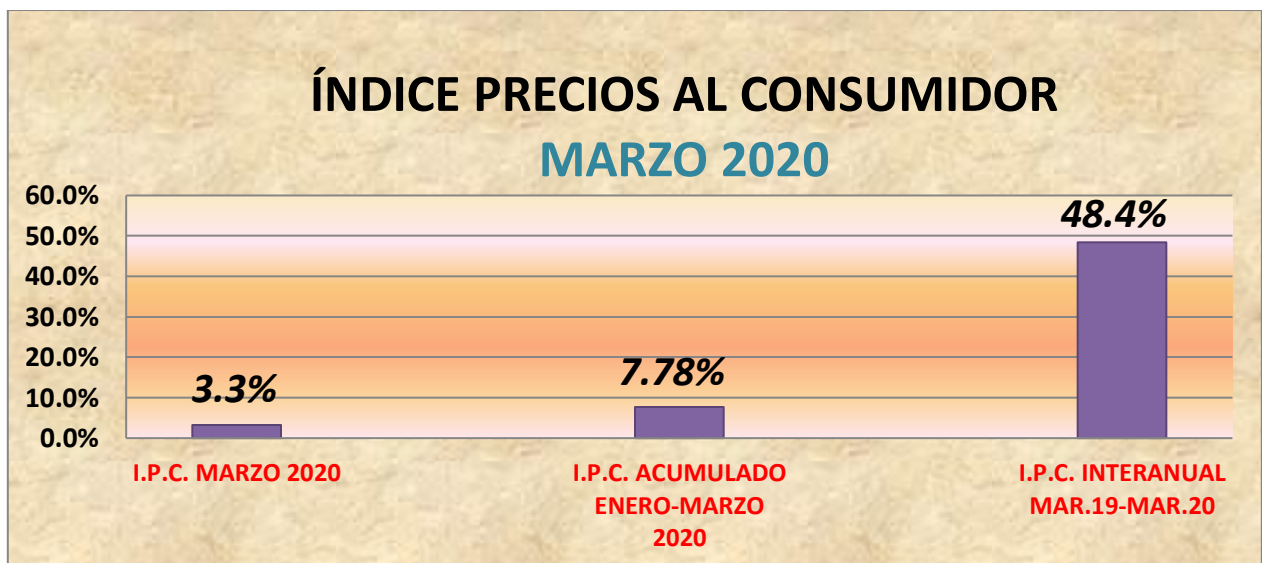 ÍNDICE PRECIOS AL CONSUMIDOR
MARZO 2020
60.0%
50.0%
40.0%
30.0%
20.0%
10.0%
0.0%
3.3%
7.78%
48.4%
I.P.C. MARZO 2020
I.P.C. ACUMULADO
ENERO-MARZO
2020
I.P.C. INTERANUAL
MAR.19-MAR.20